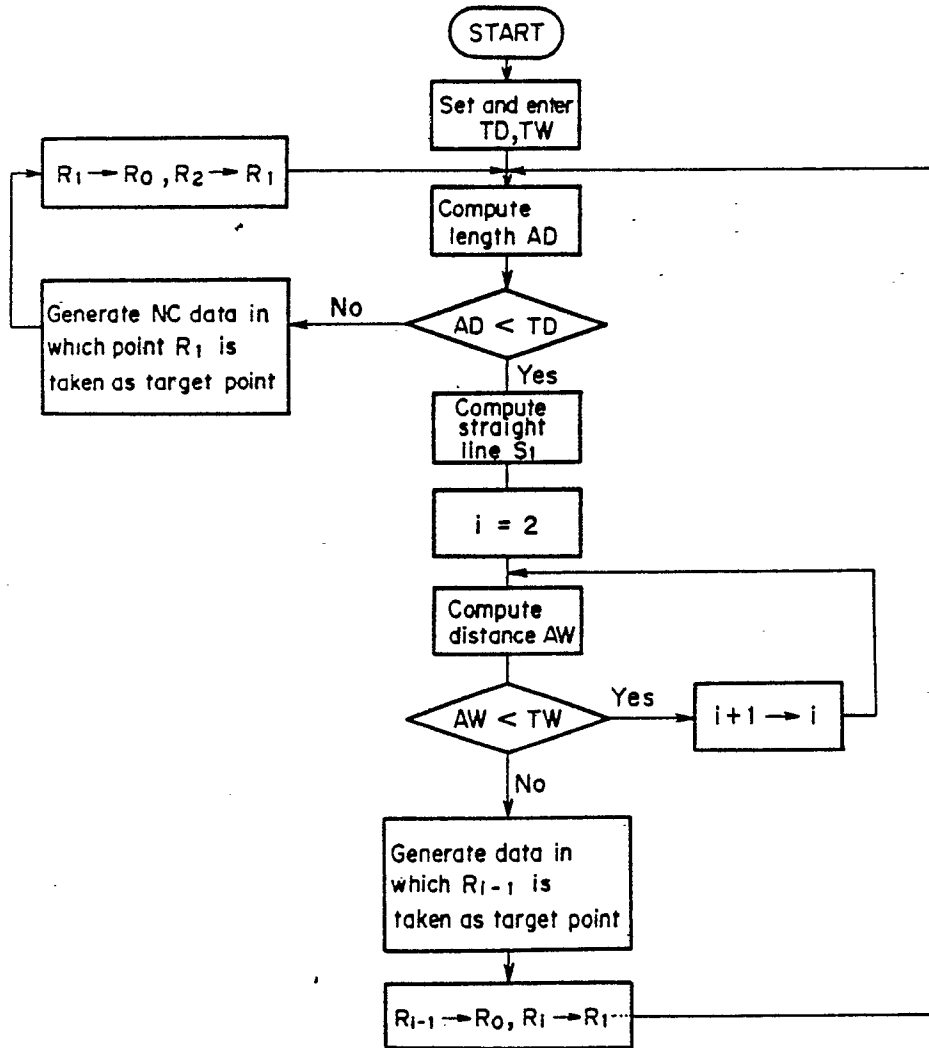 START
Set and enter
TD,TW
R₁ → R₀, R₂ → R₁
Compute
length AD
Generate NC data in
which point R₁ is
taken as target point
No
AD < TD
Yes
Compute
straight
line S₁
i = 2
Compute
distance AW
AW < TW
Yes
i+1 → i
No
Generate data in
which Rᵢ₋₁ is
taken as target point
Rᵢ₋₁ → R₀, Rᵢ → R₁